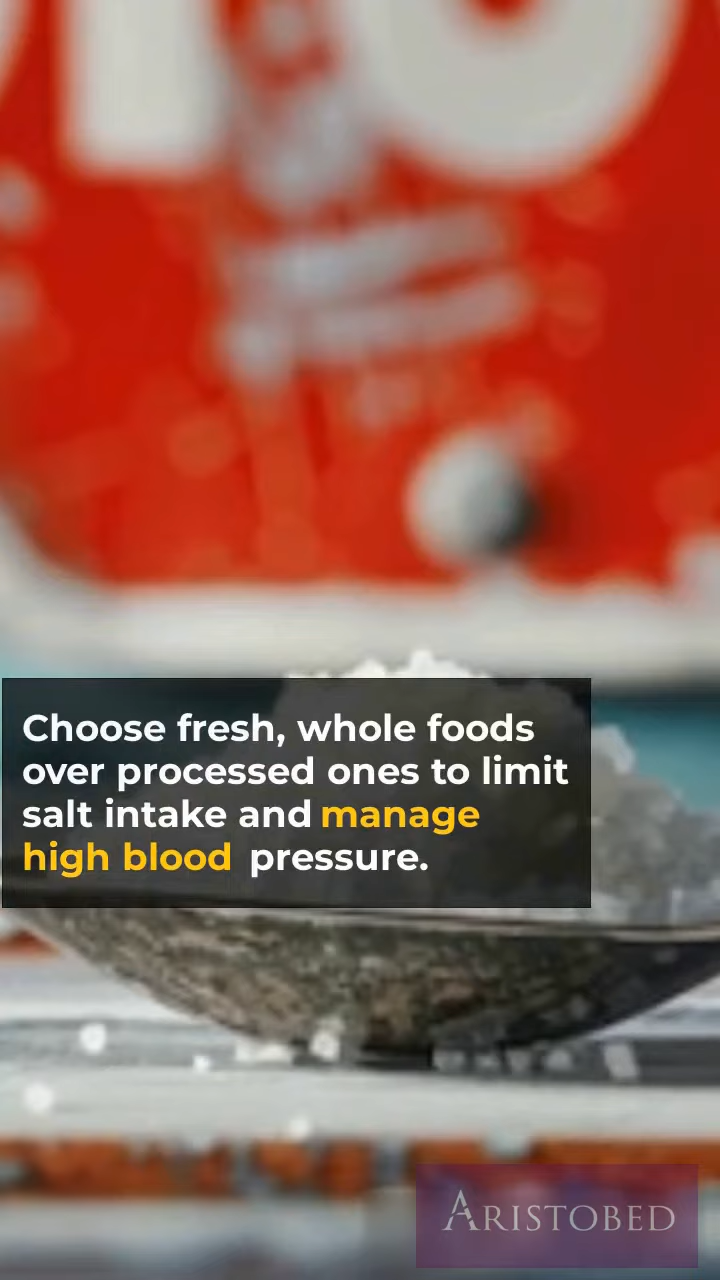 Choose fresh, whole foods
over processed ones to limit
salt intake and manage
high blood pressure.
ARISTOBED